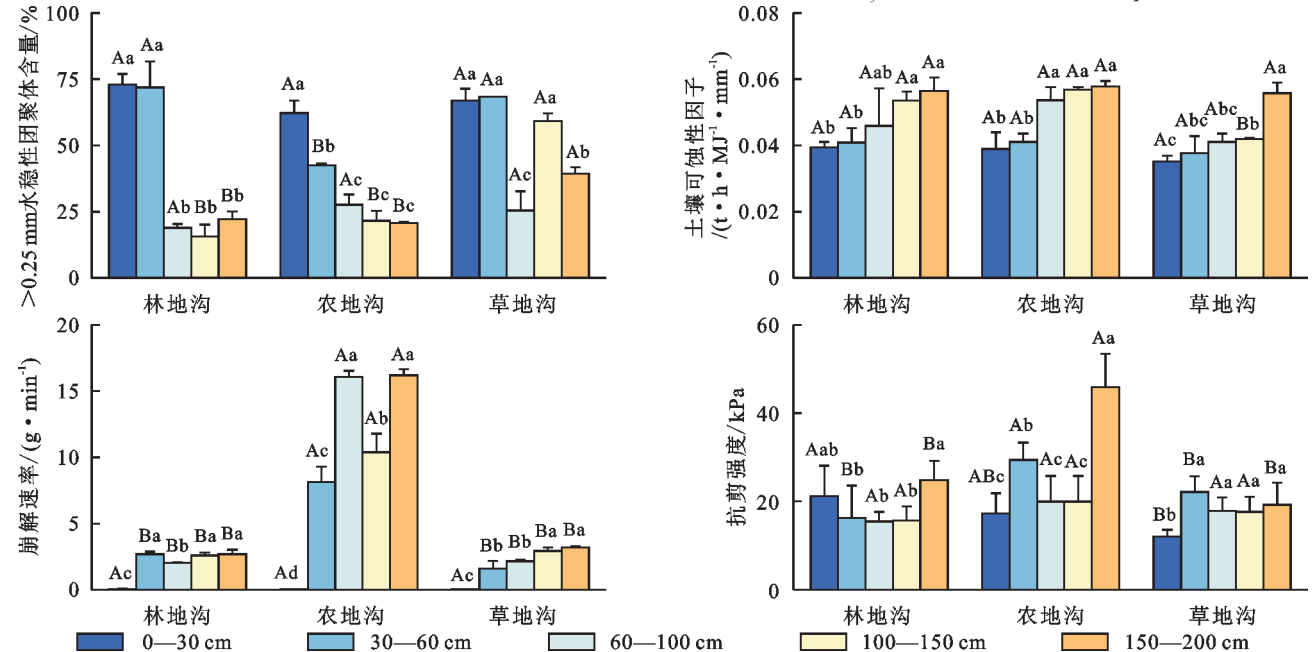 >0.25 mm水稳性团聚体含量/%
100
75
50
25
0
Aa Aa Ab Bb Bb
Aa Bb Ac Bc Bc
Aa Aa Ac Aa Ab
林地沟 农地沟 草地沟
土壤可蚀性因子
/(t·h·MJ⁻¹·mm⁻¹)
0.08
0.06
0.04
0.02
0
Ab Ab Aab Aa Aa
Ab Ab Aa Aa Aa
Ac Abc Abc Bb Aa
林地沟 农地沟 草地沟
崩解速率/(g·min⁻¹)
20
15
10
5
0
Ac Ba Bb Ba Ba
Ad Ac Aa Ab Aa
Ac Bb Bb Ba Ba
林地沟 农地沟 草地沟
抗剪强度/kPa
60
40
20
0
Aab Bb Ab Ab Ba
ABc Ab Ac Ac Aa
Bb Ba Aa Aa Ba
林地沟 农地沟 草地沟
0—30 cm 30—60 cm 60—100 cm 100—150 cm 150—200 cm